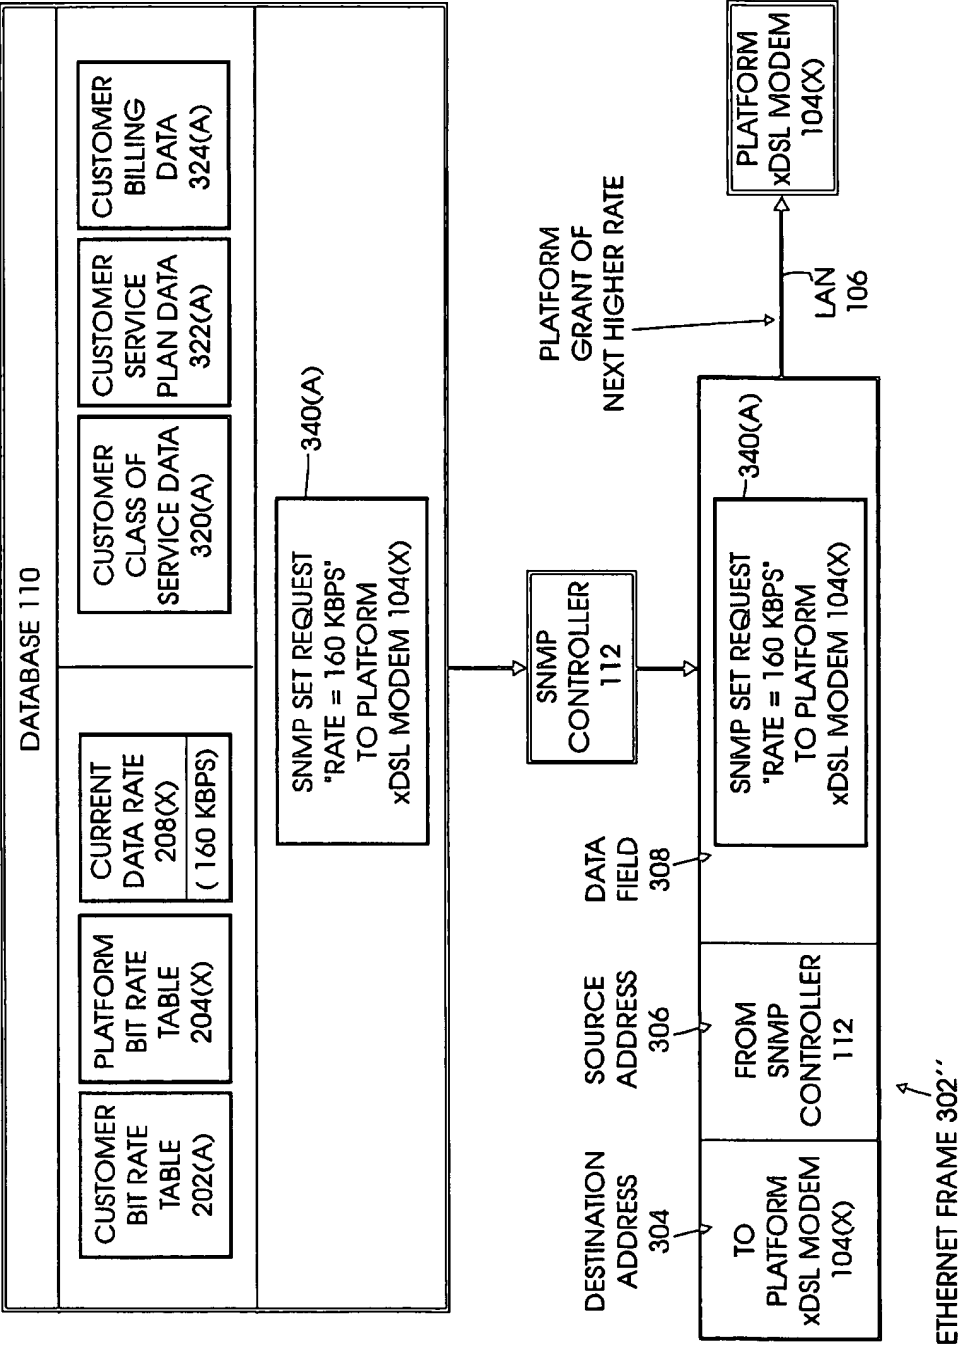 DATABASE 110
CUSTOMER
BIT RATE
TABLE
202(A)
PLATFORM
BIT RATE
TABLE
204(X)
CURRENT
DATA RATE
208(X)
( 160 KBPS)
CUSTOMER
CLASS OF
SERVICE DATA
320(A)
CUSTOMER
SERVICE
PLAN DATA
322(A)
CUSTOMER
BILLING
DATA
324(A)
SNMP SET REQUEST
"RATE = 160 KBPS"
TO PLATFORM
xDSL MODEM 104(X)
340(A)
SNMP
CONTROLLER
112
DESTINATION
ADDRESS
304
SOURCE
ADDRESS
306
DATA
FIELD
308
PLATFORM
GRANT OF
NEXT HIGHER RATE
TO
PLATFORM
xDSL MODEM
104(X)
FROM
SNMP
CONTROLLER
112
SNMP SET REQUEST
"RATE = 160 KBPS"
TO PLATFORM
xDSL MODEM 104(X)
340(A)
LAN
106
PLATFORM
xDSL MODEM
104(X)
ETHERNET FRAME 302''